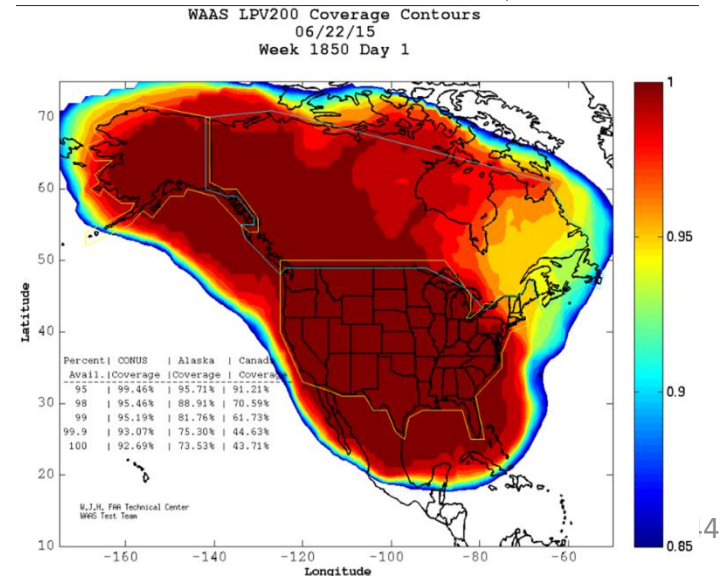 WAAS LPV200 Coverage Contours
06/22/15
Week 1850 Day 1
70
60
50
40
30
20
10
Latitude
Percent| CONUS | Alaska | Canad
Avail.|Coverage |Coverage | Coverage
95 | 99.46% | 95.71% | 91.21%
98 | 95.46% | 88.91% | 70.59%
99 | 95.19% | 81.76% | 61.73%
99.9 | 93.07% | 75.30% | 44.63%
100 | 92.69% | 73.53% | 43.71%
W.J.H. FAA Technical Center
WAAS Test Team
-160 -140 -120 -100 -80 -60
Longitude
1
0.95
0.9
0.85
44